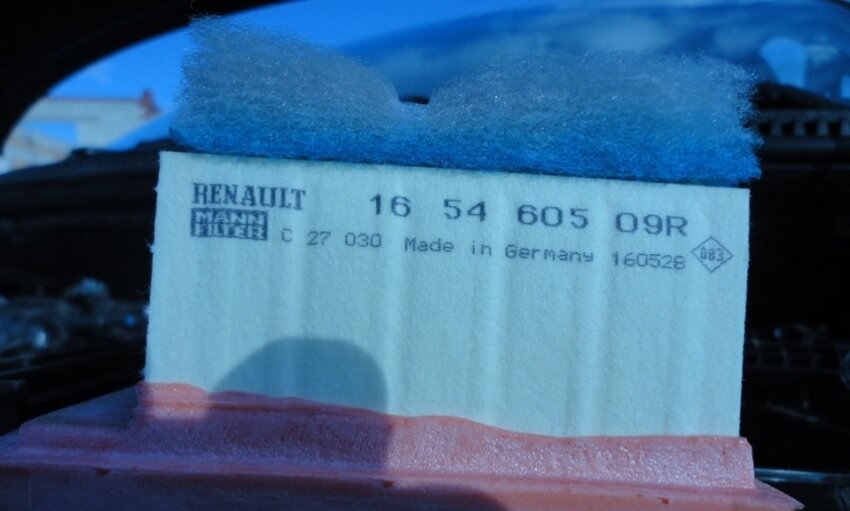 RENAULT 16 54 605 09R
MANN
FILTER C 27 030 Made in Germany 160528 D83